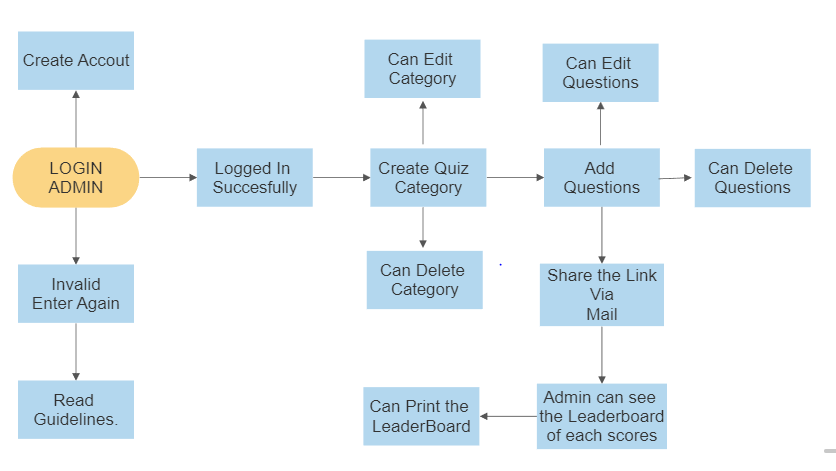 Create Accout
Can Edit
Category
Can Edit
Questions
LOGIN
ADMIN
Logged In
Succesfully
Create Quiz
Category
Add
Questions
Can Delete
Questions
Invalid
Enter Again
Can Delete
Category
Share the Link
Via
Mail
Read
Guidelines.
Can Print the
LeaderBoard
Admin can see
the Leaderboard
of each scores